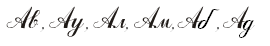 Ав, Ау, Ал, Ам, Аб, Ад